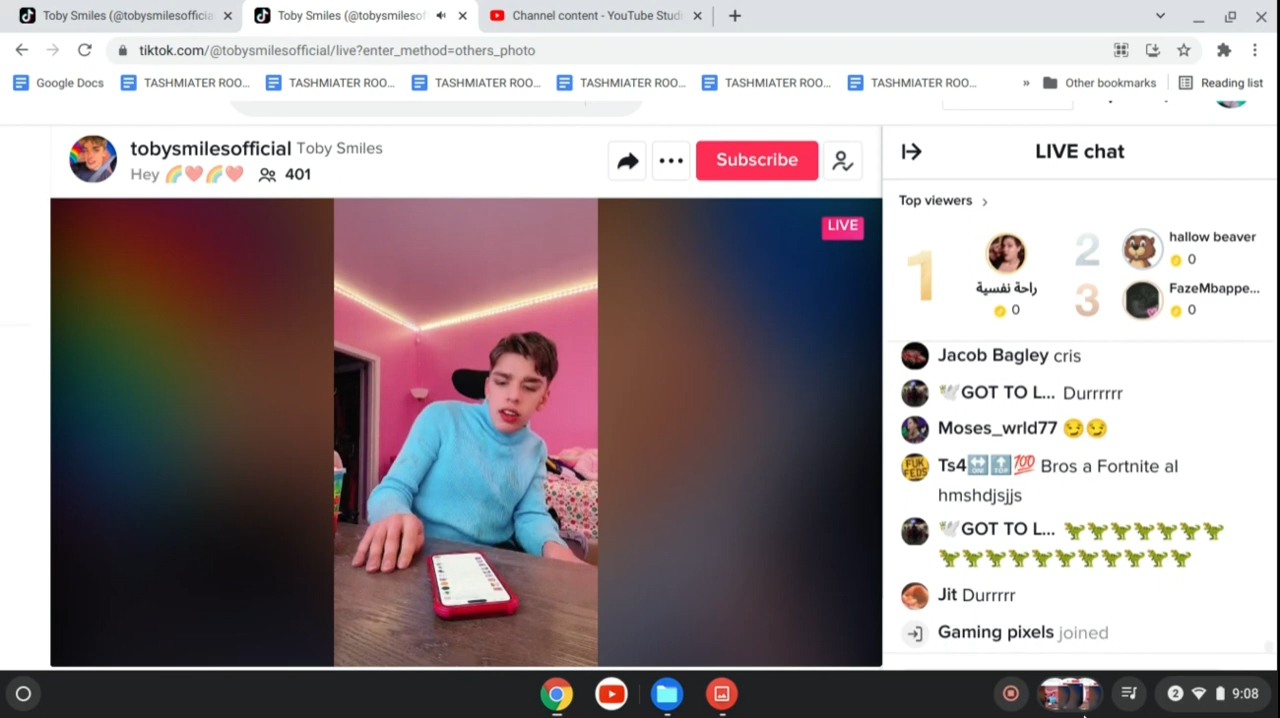 Toby Smiles (@tobysmilesofficia
Toby Smiles (@tobysmilesof
Channel content - YouTube Studi
tiktok.com/@tobysmilesofficial/live?enter_method=others_photo
Google Docs
TASHMIATER ROO...
TASHMIATER ROO...
TASHMIATER ROO...
TASHMIATER ROO...
TASHMIATER ROO...
TASHMIATER ROO...
» Other bookmarks
Reading list
tobysmilesofficial Toby Smiles
Hey 🌈❤️🌈❤️ 401
Subscribe
LIVE chat
LIVE
Top viewers >
1
راحة نفسية
0
2
hallow beaver
0
3
FazeMbappe...
0
Jacob Bagley cris
🕊️GOT TO L... Durrrrrr
Moses_wrld77 😏😏
FUK
FEDS
Ts4🔛🔝💯 Bros a Fortnite al
hmshdjsjjs
🕊️GOT TO L... 🦖🦖🦖🦖🦖🦖🦖
🦖🦖🦖🦖🦖🦖🦖🦖🦖🦖🦖
Jit Durrrrr
Gaming pixels joined
2
9:08